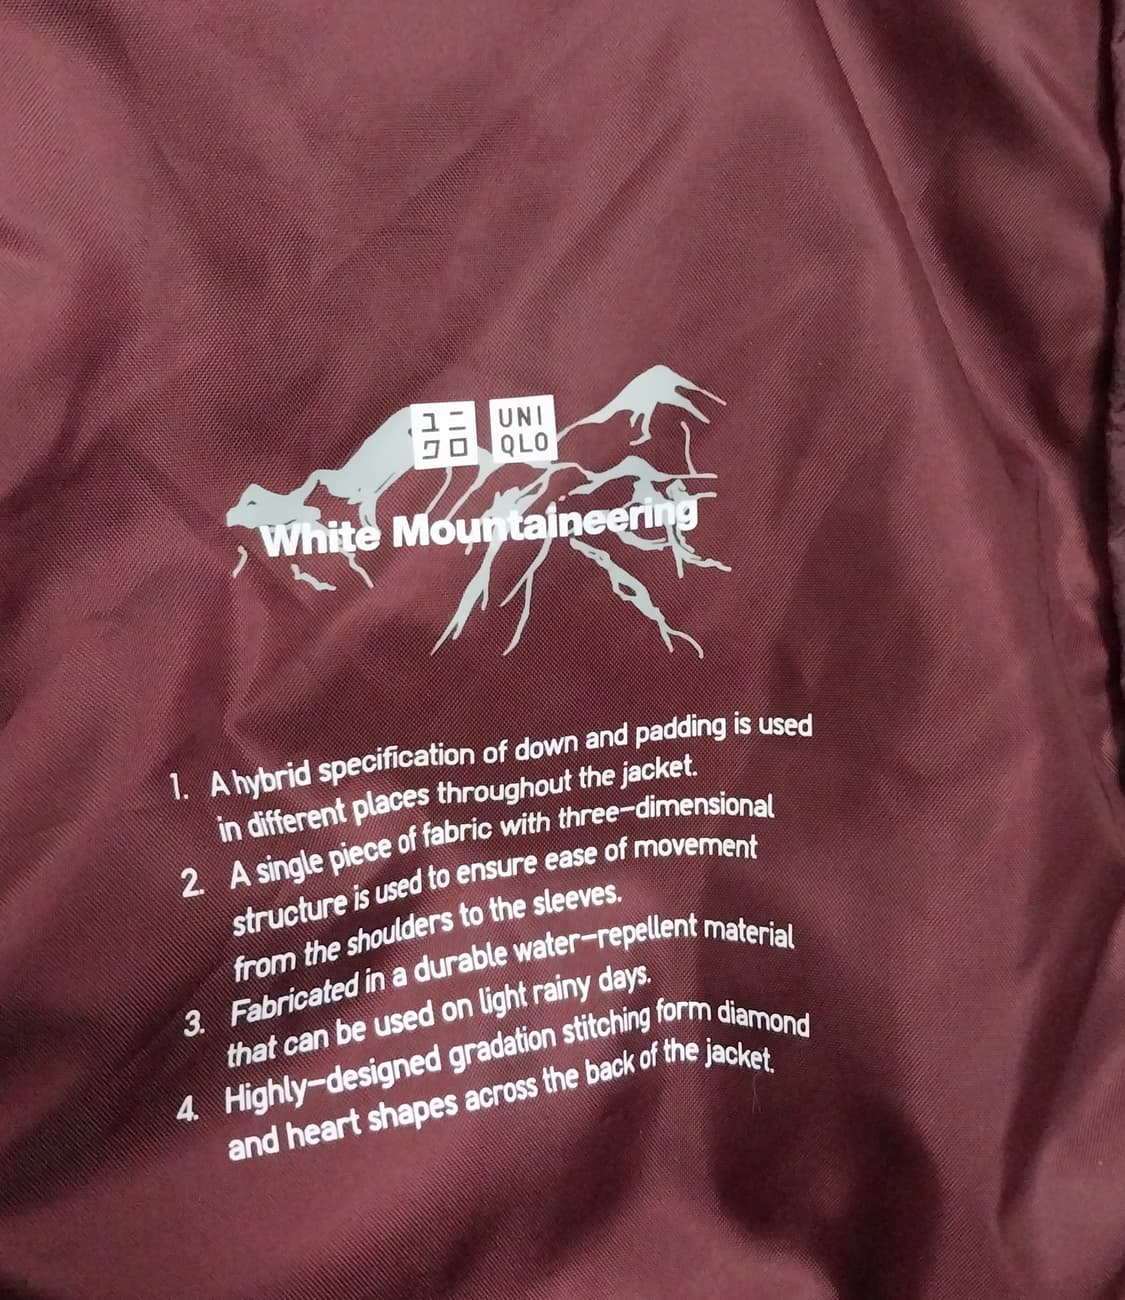 ユニ UNI
クロ QLO
White Mountaineering
1. A hybrid specification of down and padding is used
in different places throughout the jacket.
2. A single piece of fabric with three-dimensional
structure is used to ensure ease of movement
from the shoulders to the sleeves.
3. Fabricated in a durable water-repellent material
that can be used on light rainy days.
4. Highly-designed gradation stitching form diamond
and heart shapes across the back of the jacket.